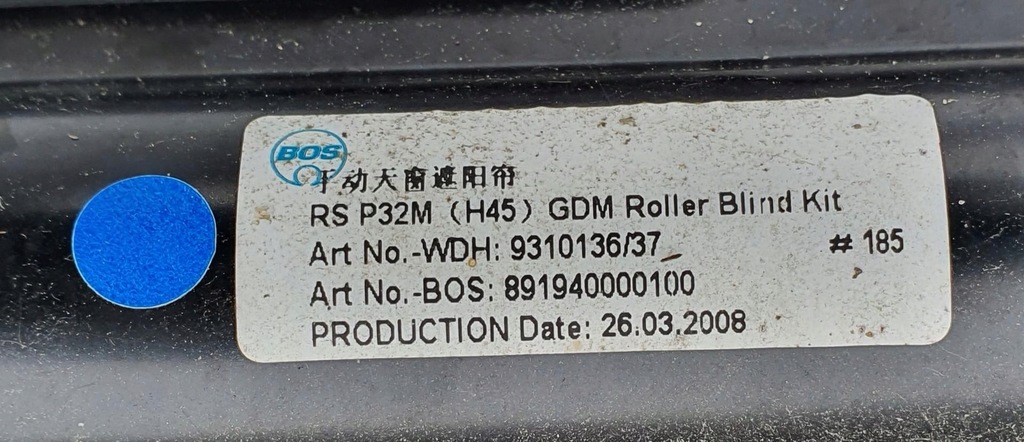 BOS
手动天窗遮阳帘
RS P32M (H45) GDM Roller Blind Kit
Art No.-WDH: 9310136/37 # 185
Art No.-BOS: 891940000100
PRODUCTION Date: 26.03.2008